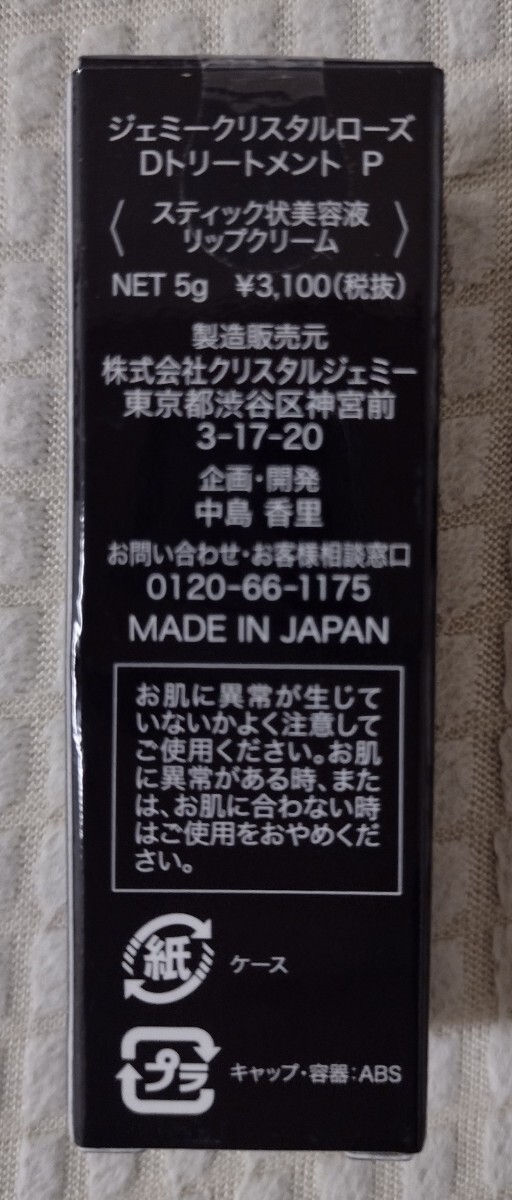 ジェミークリスタルローズ
Dトリートメント P
〈 スティック状美容液 〉
リップクリーム
NET 5g ¥3,100(税抜)
製造販売元
株式会社クリスタルジェミー
東京都渋谷区神宮前
3-17-20
企画・開発
中島 香里
お問い合わせ・お客様相談窓口
0120-66-1175
MADE IN JAPAN
お肌に異常が生じて
いないかよく注意して
ご使用ください。お肌
に異常がある時、また
は、お肌に合わない時
はご使用をおやめくだ
さい。
紙 ケース
プラ キャップ・容器:ABS